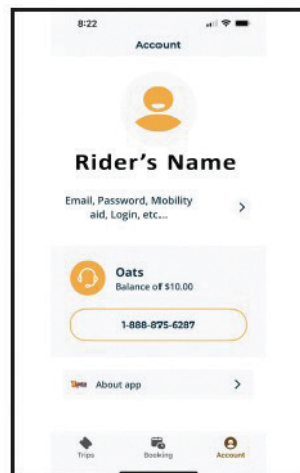 8:22
Account
Rider's Name
Email, Password, Mobility
aid, Login, etc...
Oats
Balance of $10.00
1-888-875-6287
About app
Trips
Booking
Account